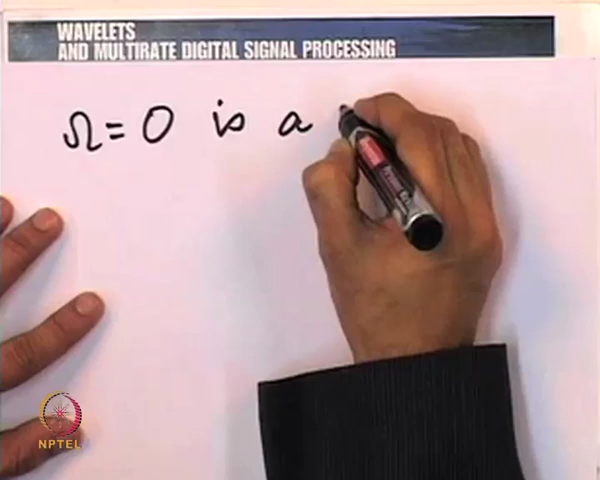 WAVELETS
AND MULTIRATE DIGITAL SIGNAL PROCESSING
Ω = 0 is a
NPTEL